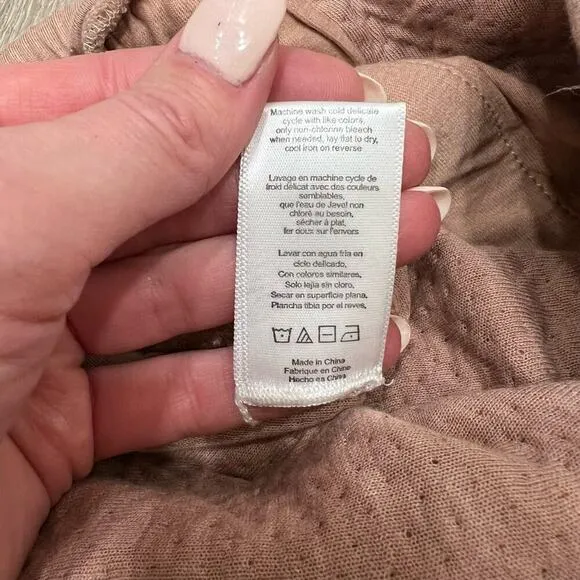 Machine wash cold delicate
cycle with like colors,
only non-chlorine bleach
when needed, lay flat to dry,
cool iron on reverse
Lavage en machine cycle de
froid délicat avec des couleurs
semblables,
que l'eau de Javel non
chloré au besoin,
sécher à plat,
fer doux sur l'envers
Lavar con agua fria en
ciclo delicado,
Con colores similares,
Solo lejia sin cloro,
Secar en superficie plana,
Plancha tibia por el reves,
Made in China
Fabrique en Chine
Hecho en China